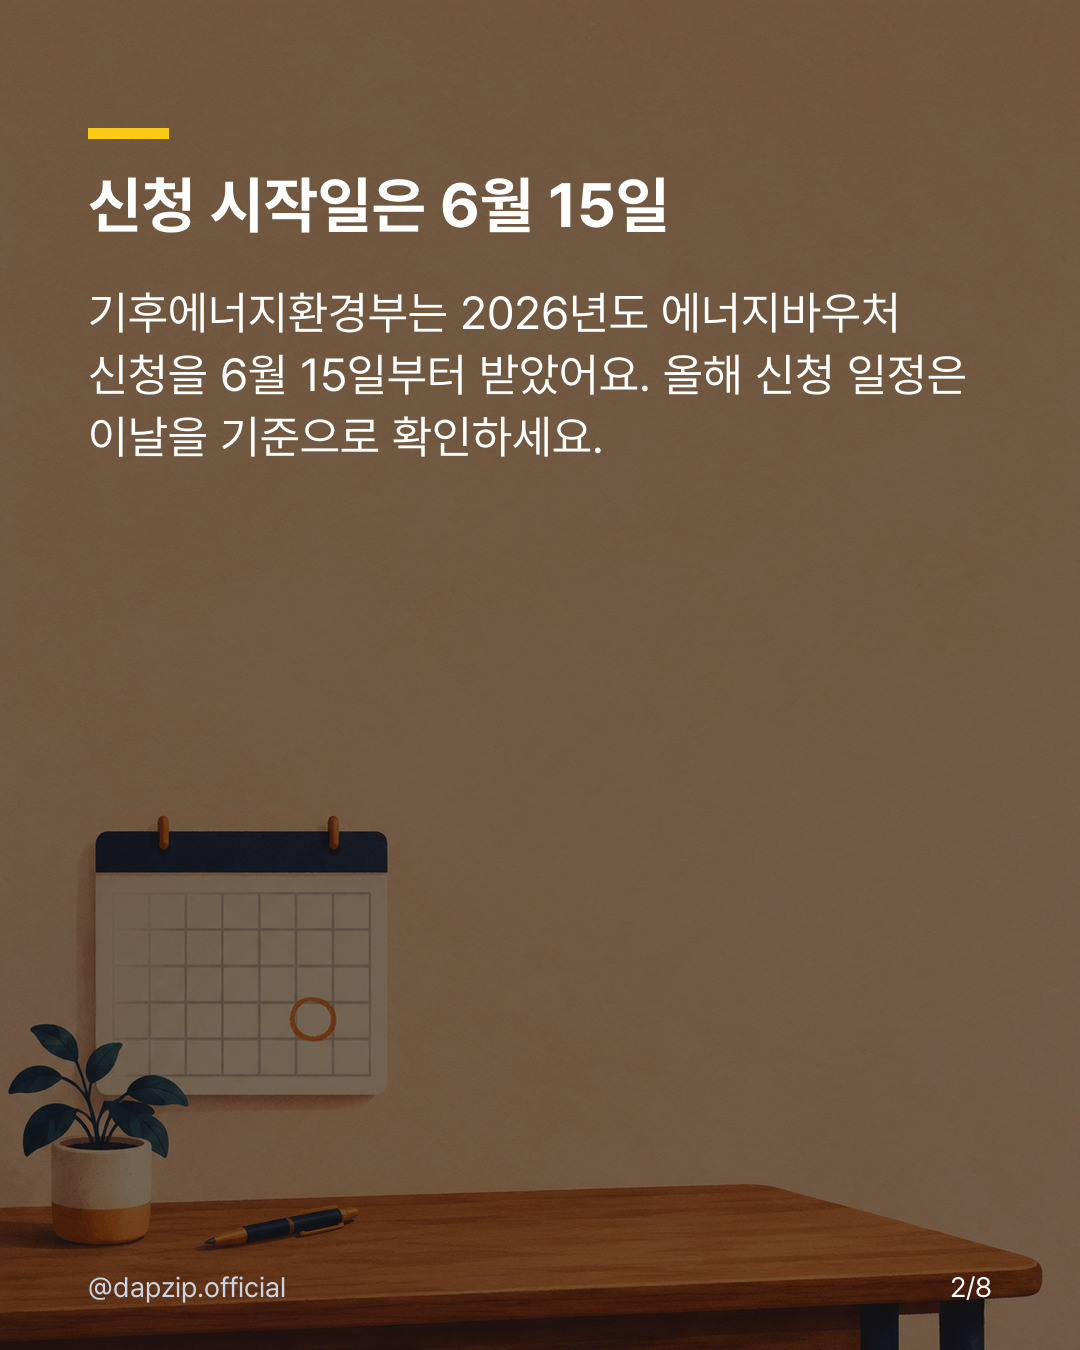 신청 시작일은 6월 15일
기후에너지환경부는 2026년도 에너지바우처
신청을 6월 15일부터 받았어요. 올해 신청 일정은
이날을 기준으로 확인하세요.
@dapzip.official
2/8